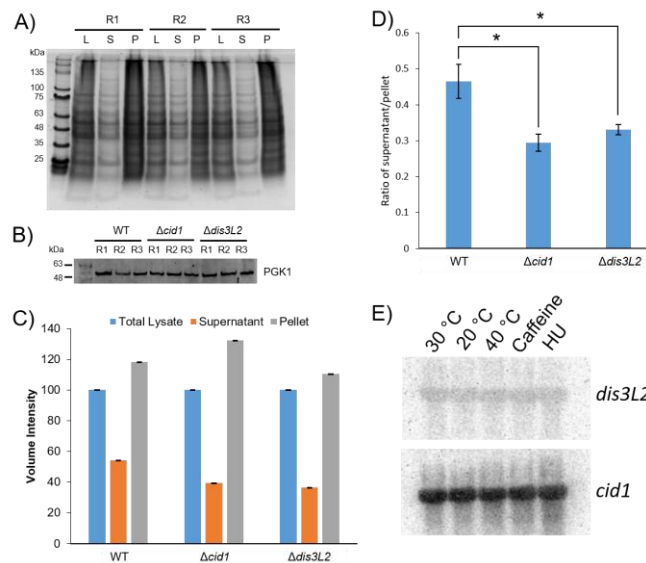 A)
R1 R2 R3
kDa L S P L S P L S P
135
100
75
63
48
35
25
B)
WT Δcid1 Δdis3L2
kDa R1 R2 R3 R1 R2 R3 R1 R2 R3
63
48
PGK1
C)
Total Lysate Supernatant Pellet
Volume Intensity
140
120
100
80
60
40
20
0
WT Δcid1 Δdis3L2
D)
* *
Ratio of supernatant/pellet
0.6
0.5
0.4
0.3
0.2
0.1
0
WT Δcid1 Δdis3L2
E)
30 °C 20 °C 40 °C Caffeine HU
dis3L2
cid1